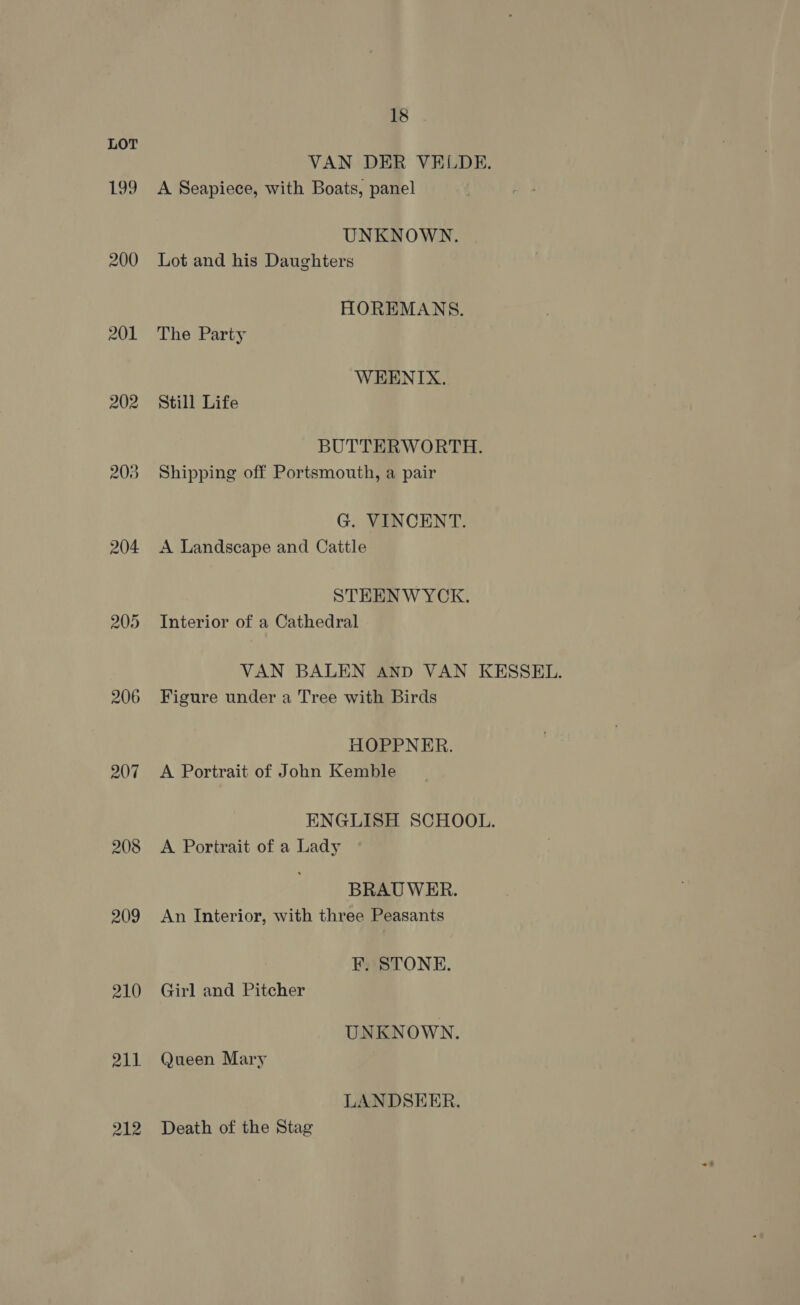 18
LOT
VAN DER VELDE.
199 A Seapiece, with Boats, panel
UNKNOWN.
200 Lot and his Daughters
HOREMANS.
201 The Party
WEENIX.
202 Still Life
BUTTERWORTH.
203 Shipping off Portsmouth, a pair
G. VINCENT.
204 A Landscape and Cattle
STEENWYCK.
205 Interior of a Cathedral
VAN BALEN AND VAN KESSEL.
206 Figure under a Tree with Birds
HOPPNER.
207 A Portrait of John Kemble
ENGLISH SCHOOL.
208 A Portrait of a Lady
BRAUWER.
209 An Interior, with three Peasants
F. STONE.
210 Girl and Pitcher
UNKNOWN.
211 Queen Mary
LANDSEER.
212 Death of the Stag